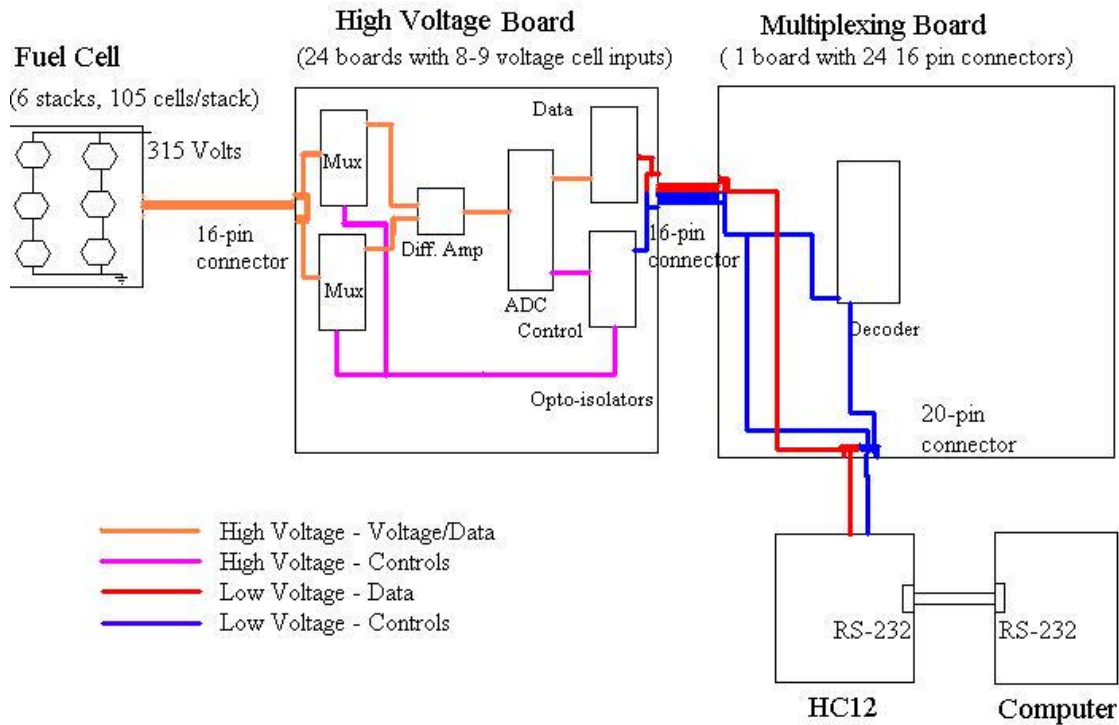 Fuel Cell
(6 stacks, 105 cells/stack)
315 Volts
16-pin
connector
High Voltage Board
(24 boards with 8-9 voltage cell inputs)
Mux
Mux
Diff. Amp
ADC
Data
Control
Opto-isolators
16-pin
connector
Multiplexing Board
( 1 board with 24 16 pin connectors)
Decoder
20-pin
connector
High Voltage - Voltage/Data
High Voltage - Controls
Low Voltage - Data
Low Voltage - Controls
RS-232
RS-232
HC12
Computer